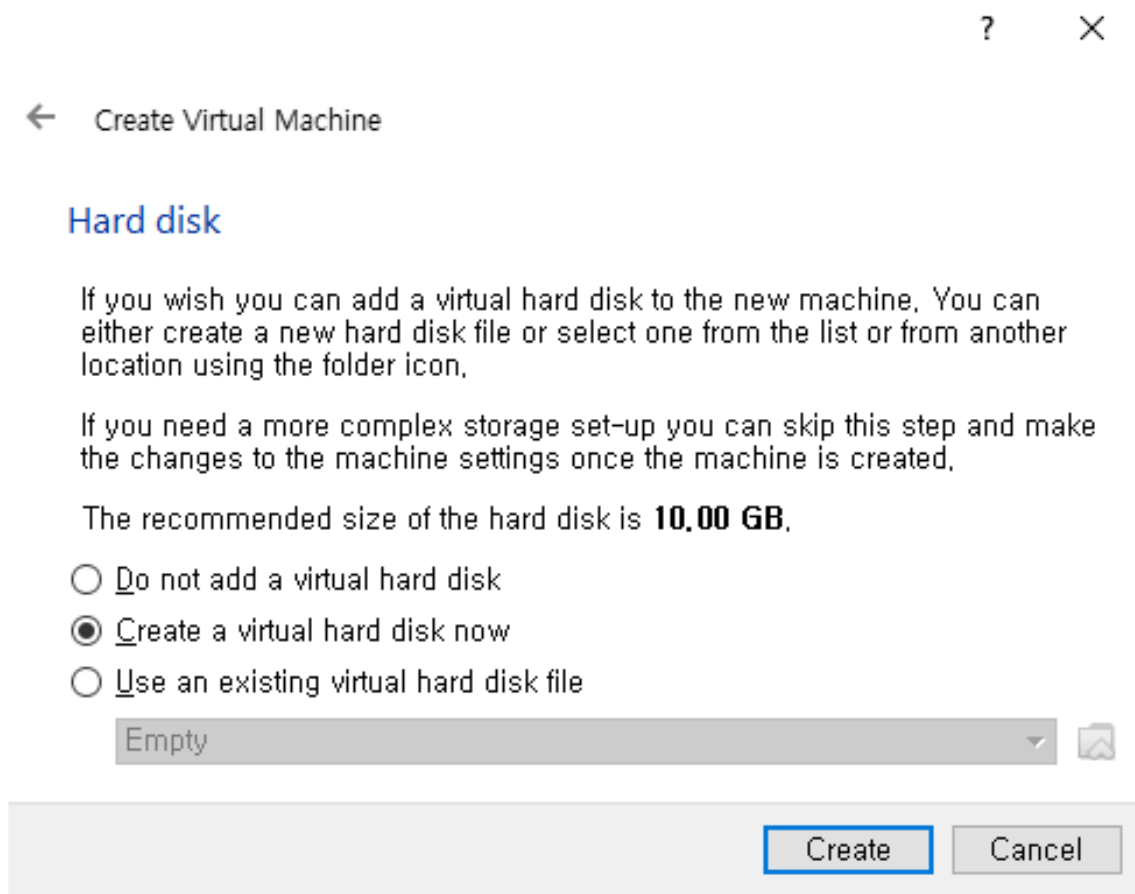 ?
Create Virtual Machine
Hard disk
If you wish you can add a virtual hard disk to the new machine. You can
either create a new hard disk file or select one from the list or from another
location using the folder icon.
If you need a more complex storage set-up you can skip this step and make
the changes to the machine settings once the machine is created.
The recommended size of the hard disk is 10.00 GB.
Do not add a virtual hard disk
Create a virtual hard disk now
Use an existing virtual hard disk file
Empty
Create Cancel